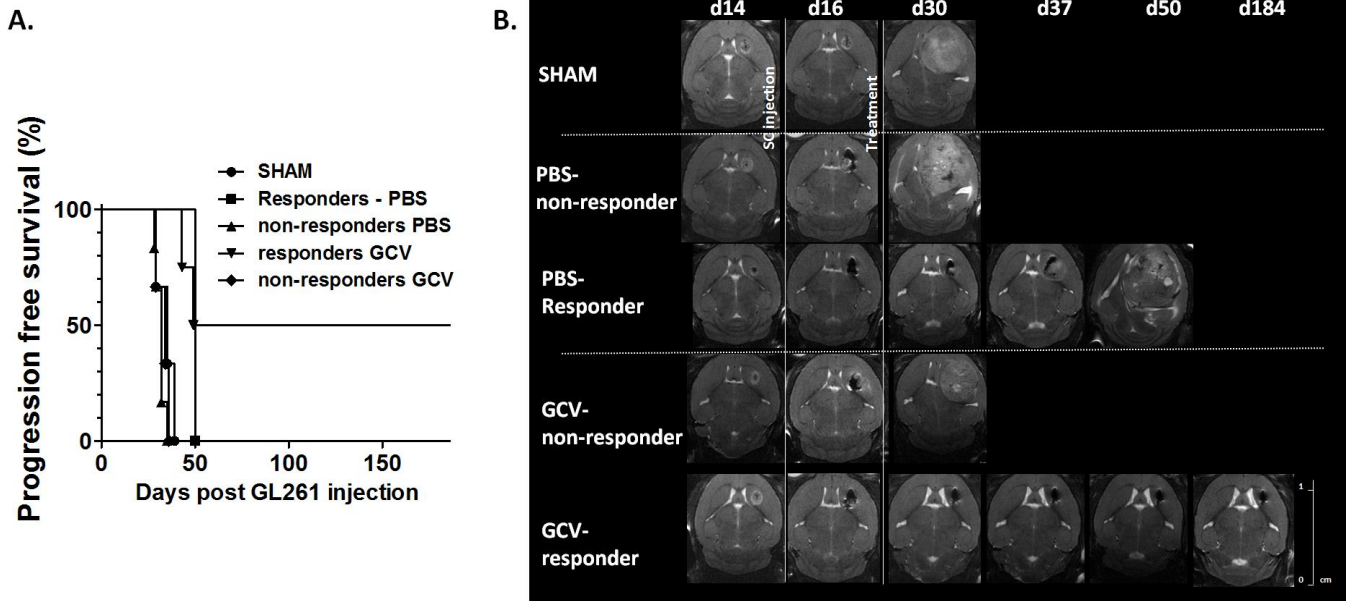 A.
Progression free survival (%)
100
50
0
0
50
100
150
Days post GL261 injection
SHAM
Responders - PBS
non-responders PBS
responders GCV
non-responders GCV
B.
d14 d16 d30 d37 d50 d184
SHAM
SC injection
Treatment
PBS-
non-responder
PBS-
Responder
GCV-
non-responder
GCV-
responder
1
0 cm